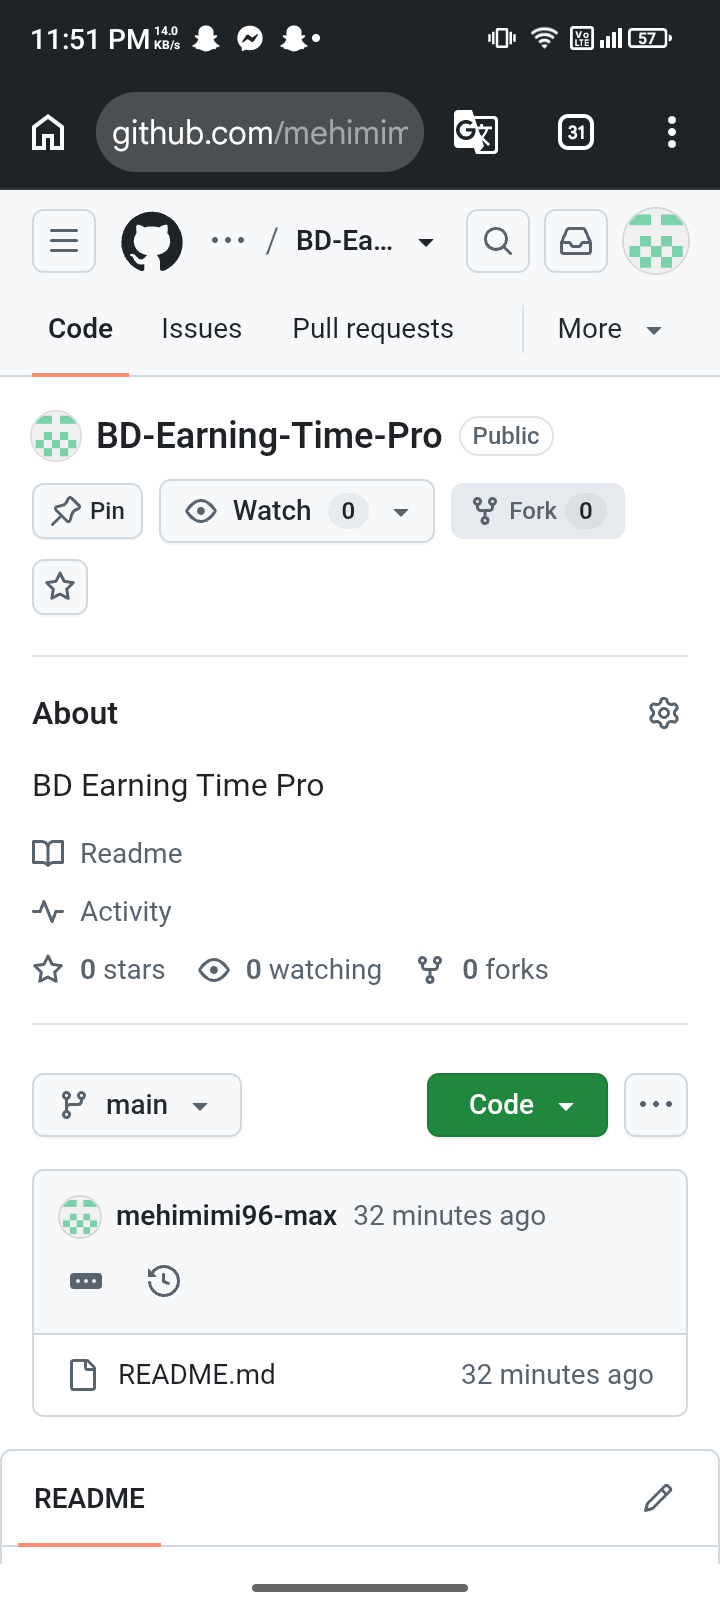 11:51 PM 14.0 KB/s Vo LTE 57
github.com/mehimim 31
/ BD-Ea...
Code Issues Pull requests More
BD-Earning-Time-Pro Public
Pin Watch 0 Fork 0
About
BD Earning Time Pro
Readme
Activity
0 stars 0 watching 0 forks
main Code
mehimimi96-max 32 minutes ago
README.md 32 minutes ago
README